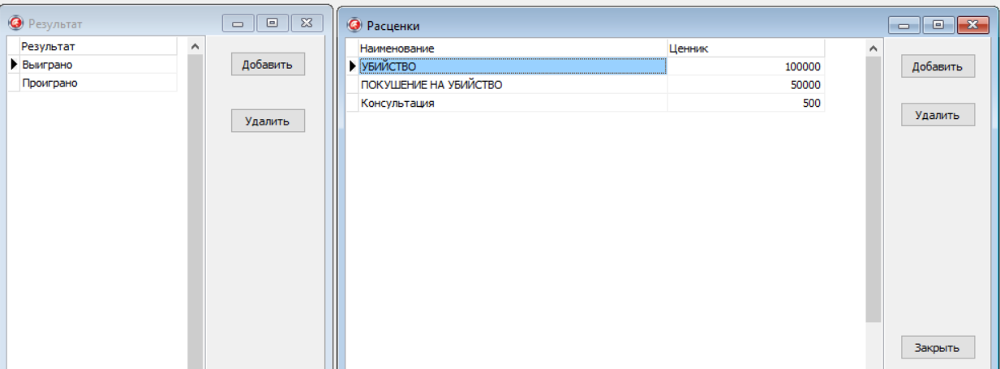 Результат
Результат
Выиграно
Проиграно
Добавить
Удалить
Расценки
Наименование Ценник
УБИЙСТВО 100000
ПОКУШЕНИЕ НА УБИЙСТВО 50000
Консультация 500
Добавить
Удалить
Закрыть